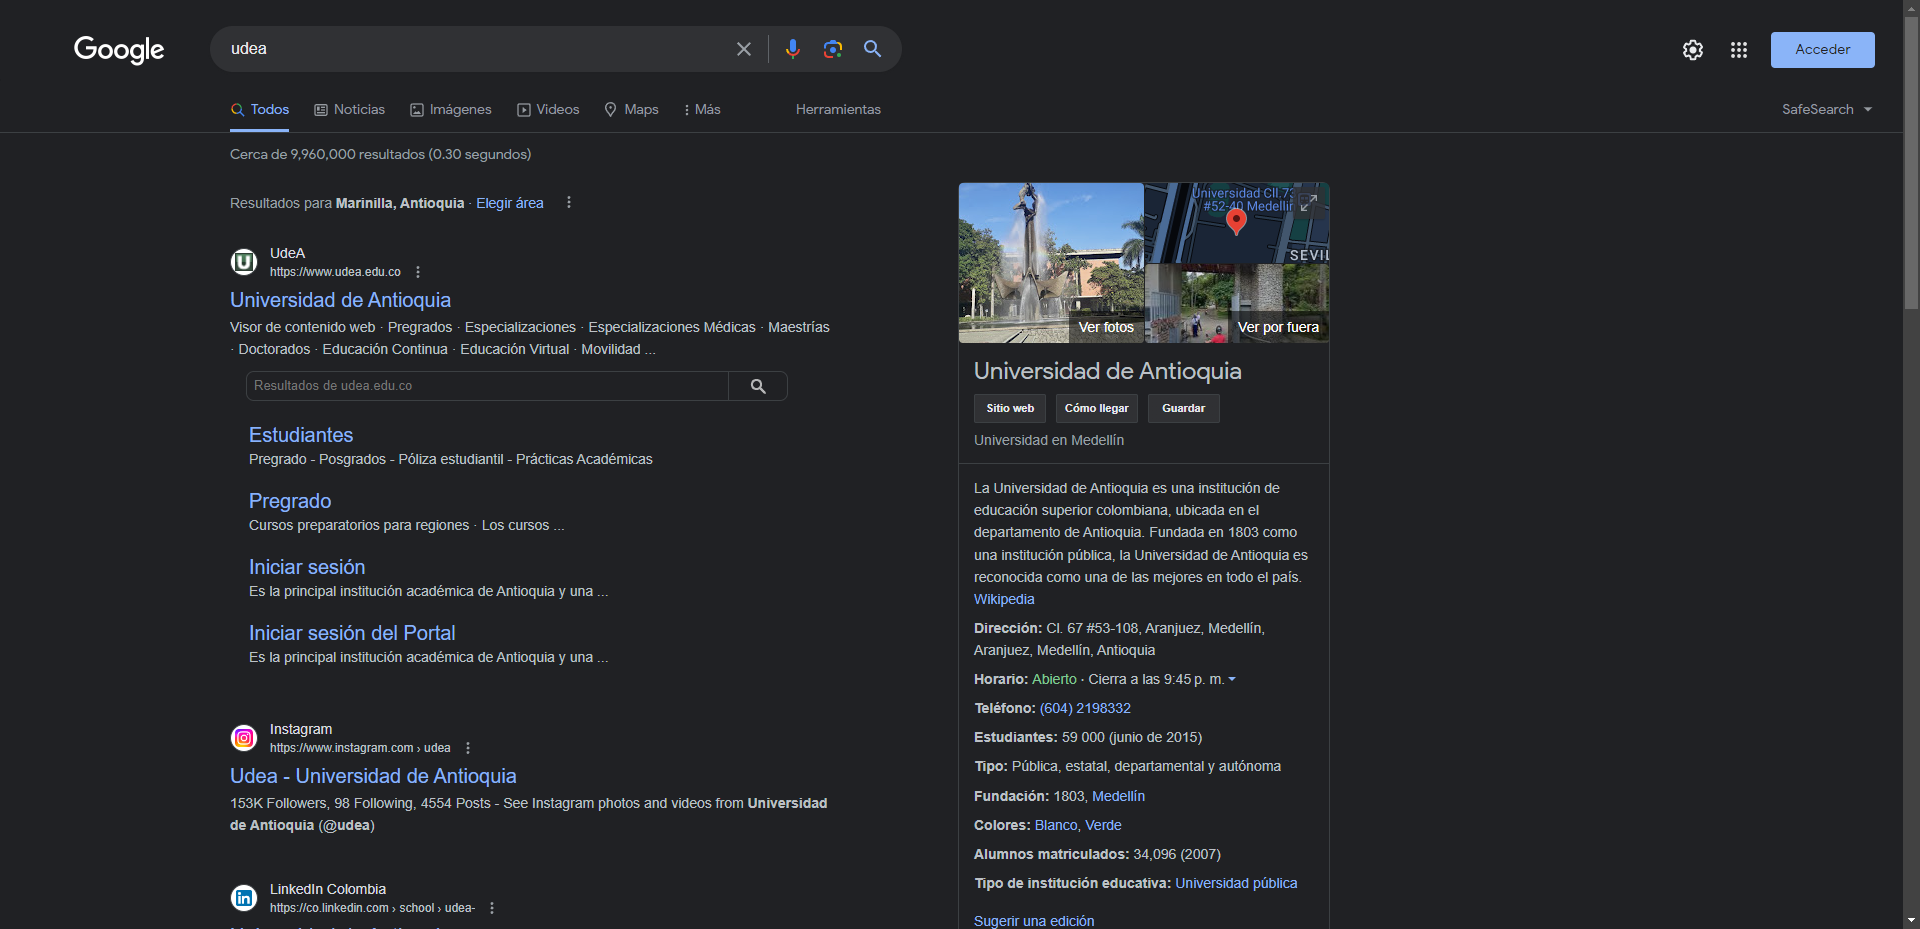 Google
udea
Acceder
Todos
Noticias
Imágenes
Videos
Maps
Más
Herramientas
SafeSearch
Cerca de 9,960,000 resultados (0.30 segundos)
Resultados para Marinilla, Antioquia · Elegir área
UdeA
https://www.udea.edu.co
Universidad de Antioquia
Visor de contenido web · Pregrados · Especializaciones · Especializaciones Médicas · Maestrías
· Doctorados · Educación Continua · Educación Virtual · Movilidad ...
Resultados de udea.edu.co
Estudiantes
Pregrado - Posgrados - Póliza estudiantil - Prácticas Académicas
Pregrado
Cursos preparatorios para regiones · Los cursos ...
Iniciar sesión
Es la principal institución académica de Antioquia y una ...
Iniciar sesión del Portal
Es la principal institución académica de Antioquia y una ...
Instagram
https://www.instagram.com › udea
Udea - Universidad de Antioquia
153K Followers, 98 Following, 4554 Posts - See Instagram photos and videos from Universidad
de Antioquia (@udea)
LinkedIn Colombia
https://co.linkedin.com › school › udea-
Universidad Cll.73
#52-40 Medellín
SEVIL
Ver fotos
Ver por fuera
Universidad de Antioquia
Sitio web
Cómo llegar
Guardar
Universidad en Medellín
La Universidad de Antioquia es una institución de
educación superior colombiana, ubicada en el
departamento de Antioquia. Fundada en 1803 como
una institución pública, la Universidad de Antioquia es
reconocida como una de las mejores en todo el país.
Wikipedia
Dirección: Cl. 67 #53-108, Aranjuez, Medellín,
Aranjuez, Medellín, Antioquia
Horario: Abierto · Cierra a las 9:45 p. m.
Teléfono: (604) 2198332
Estudiantes: 59 000 (junio de 2015)
Tipo: Pública, estatal, departamental y autónoma
Fundación: 1803, Medellín
Colores: Blanco, Verde
Alumnos matriculados: 34,096 (2007)
Tipo de institución educativa: Universidad pública
Sugerir una edición